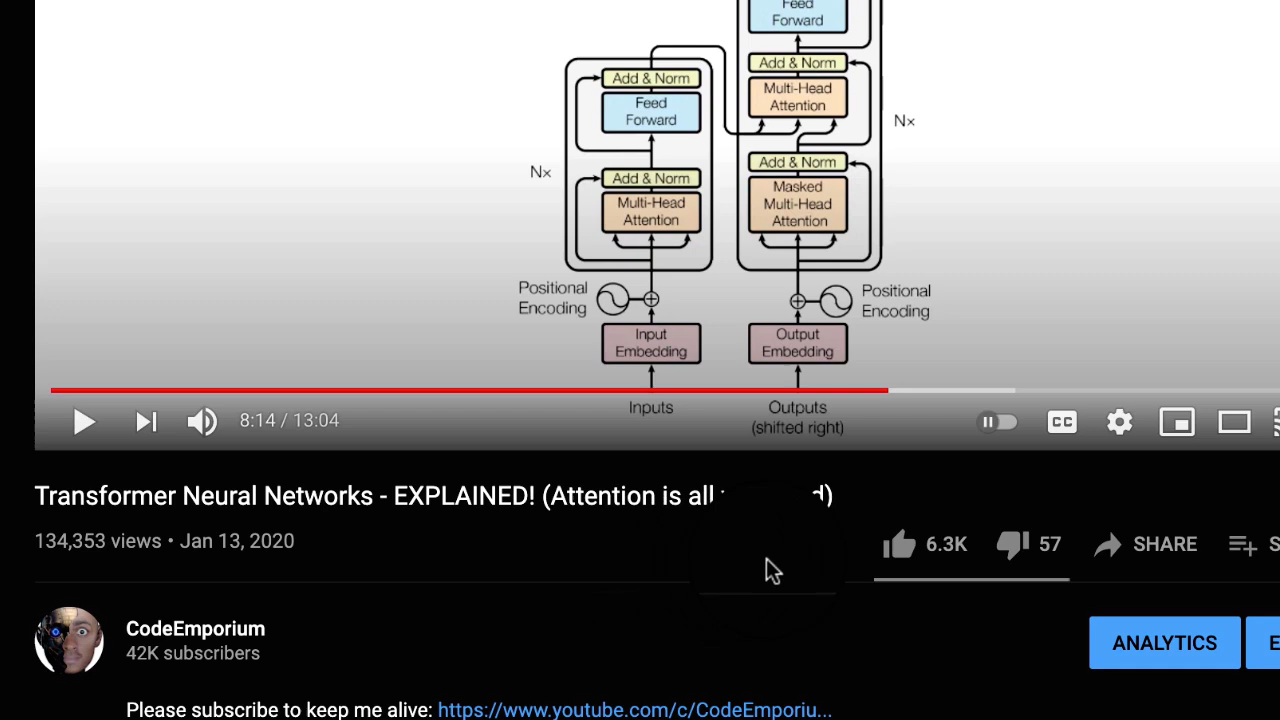 Feed
Forward
Add & Norm
Multi-Head
Attention
Nx
Add & Norm
Masked
Multi-Head
Attention
Add & Norm
Feed
Forward
Nx
Add & Norm
Multi-Head
Attention
Positional
Encoding
Positional
Encoding
Input
Embedding
Output
Embedding
Inputs
Outputs
(shifted right)
8:14 / 13:04
CC
Transformer Neural Networks - EXPLAINED! (Attention is all
134,353 views • Jan 13, 2020
6.3K
57
SHARE
CodeEmporium
42K subscribers
ANALYTICS
Please subscribe to keep me alive: https://www.youtube.com/c/CodeEmporiu...